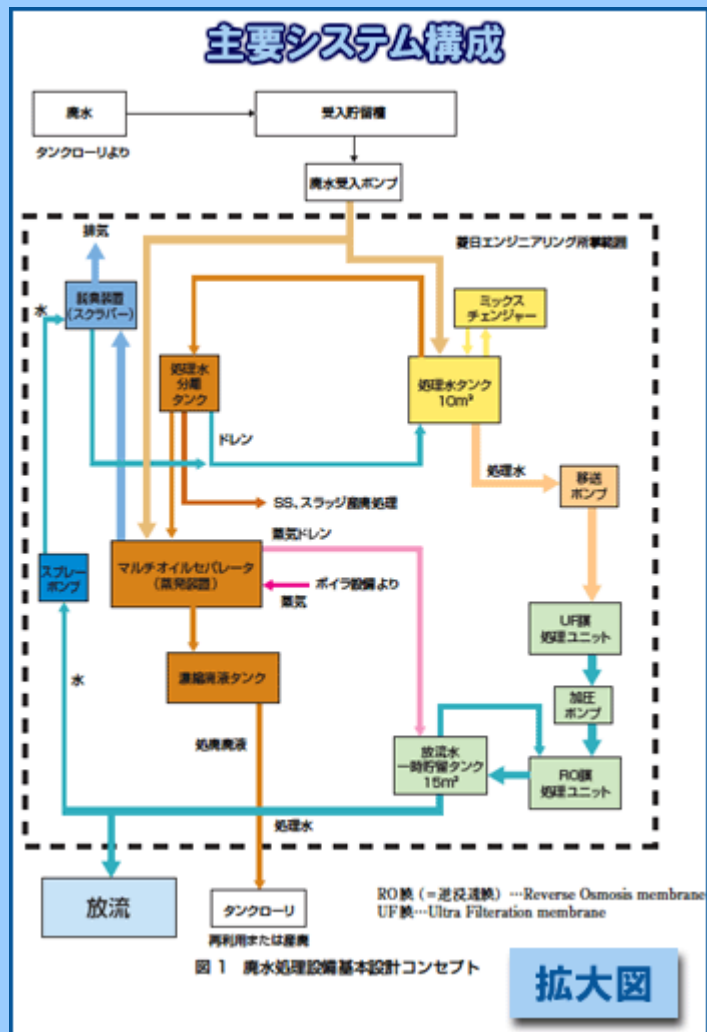 主要システム構成
廃水
受入貯留槽
タンクローリより
廃水受入ポンプ
排気
菱日エンジニアリング所掌範囲
水
脱臭装置
(スクラバー)
ミックス
チェンジャー
処理水
分離
タンク
処理水タンク
10m³
ドレン
処理水
移送
ポンプ
SS、スラッジ産廃処理
蒸気ドレン
マルチオイルセパレータ
(蒸発装置)
ボイラ設備より
蒸気
スプレー
ポンプ
UF膜
処理ユニット
水
濃縮廃液タンク
加圧
ポンプ
処廃廃液
放流水
一時貯留タンク
15m³
RO膜
処理ユニット
処理水
放流
タンクローリ
再利用または産廃
RO膜 (=逆浸透膜) …Reverse Osmosis membrane
UF膜…Ultra Filteration membrane
図 1 廃水処理設備基本設計コンセプト
拡大図